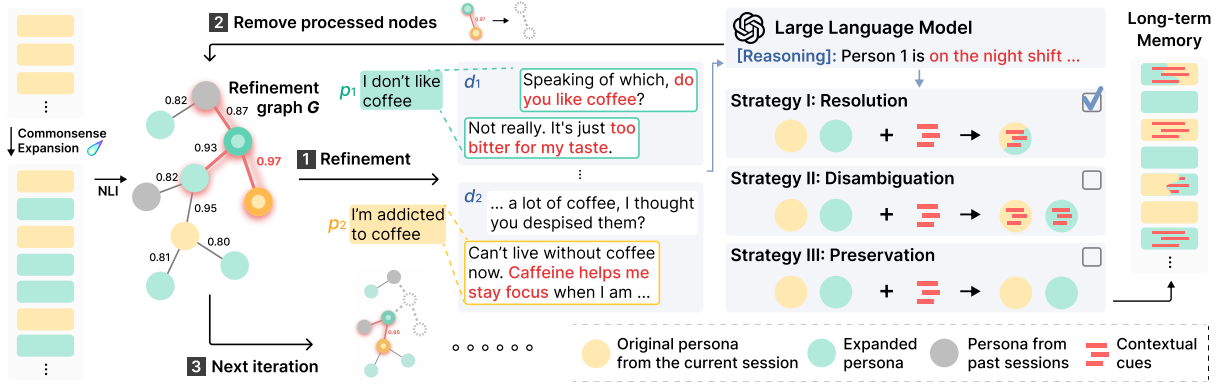 2 Remove processed nodes
0.97
Large Language Model
[Reasoning]: Person 1 is on the night shift ...
Long-term
Memory
Commonsense
Expansion
NLI
Refinement
graph G
0.82
0.87
0.93
0.97
0.82
0.95
0.81
0.80
1 Refinement
p1 I don't like
coffee
d1
Speaking of which, do
you like coffee?
Not really. It's just too
bitter for my taste.
p2 I'm addicted
to coffee
d2
... a lot of coffee, I thought
you despised them?
Can't live without coffee
now. Caffeine helps me
stay focus when I am ...
Strategy I: Resolution
+
Strategy II: Disambiguation
+
Strategy III: Preservation
+
3 Next iteration
0.95
Original persona
from the current session
Expanded
persona
Persona from
past sessions
Contextual
cues